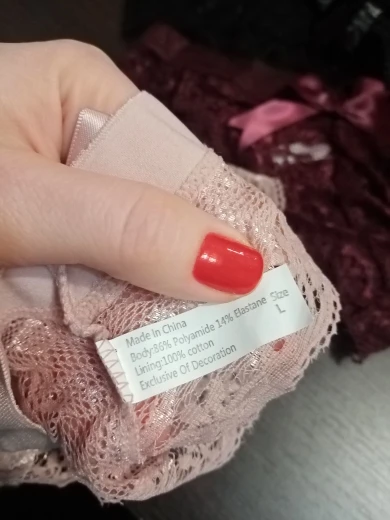 Made in China
Body:86% Polyamide 14% Elastane
Lining:100% cotton
Exclusive Of Decoration
Size
L